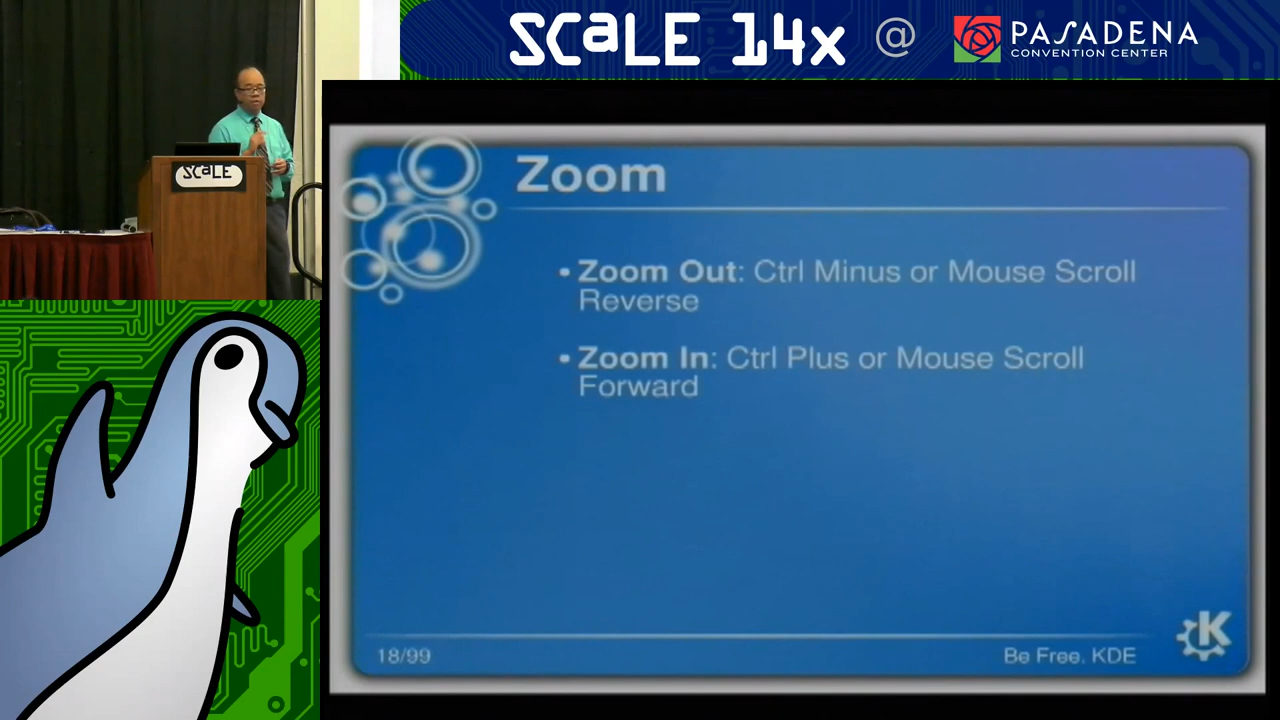 SCaLE 14x @ PASADENA
CONVENTION CENTER
SCaLE
Zoom
• Zoom Out: Ctrl Minus or Mouse Scroll
Reverse
• Zoom In: Ctrl Plus or Mouse Scroll
Forward
18/99
Be Free. KDE
K